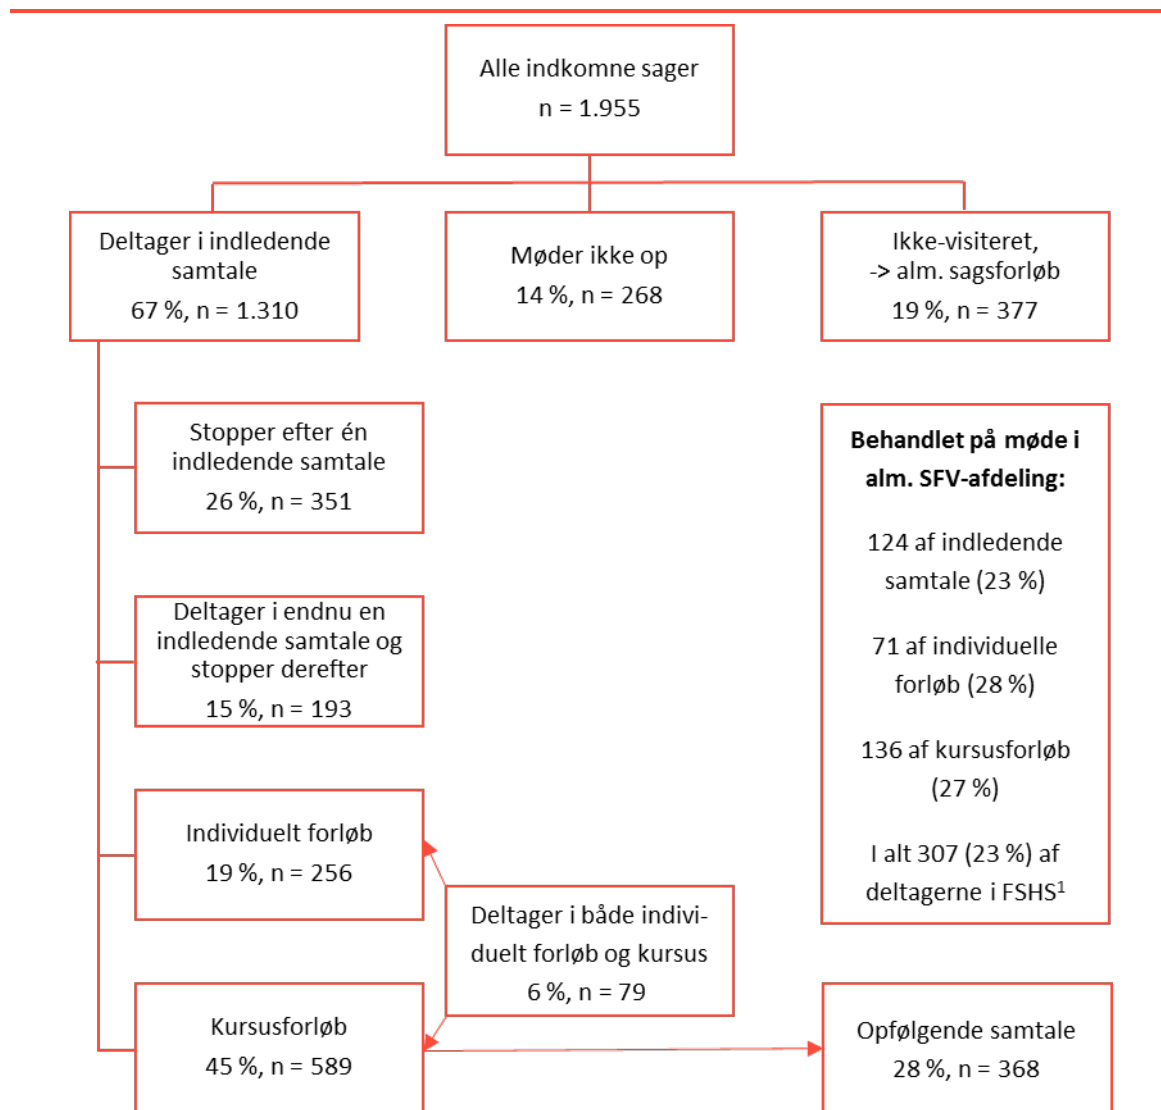 Alle indkomne sager
n = 1.955
Deltager i indledende
samtale
67 %, n = 1.310
Møder ikke op
14 %, n = 268
Ikke-visiteret,
-> alm. sagsforløb
19 %, n = 377
Stopper efter én
indledende samtale
26 %, n = 351
Deltager i endnu en
indledende samtale og
stopper derefter
15 %, n = 193
Individuelt forløb
19 %, n = 256
Deltager i både indivi-
duelt forløb og kursus
6 %, n = 79
Kursusforløb
45 %, n = 589
Behandlet på møde i
alm. SFV-afdeling:
124 af indledende
samtale (23 %)
71 af individuelle
forløb (28 %)
136 af kursusforløb
(27 %)
I alt 307 (23 %) af
deltagerne i FSHS¹
Opfølgende samtale
28 %, n = 368